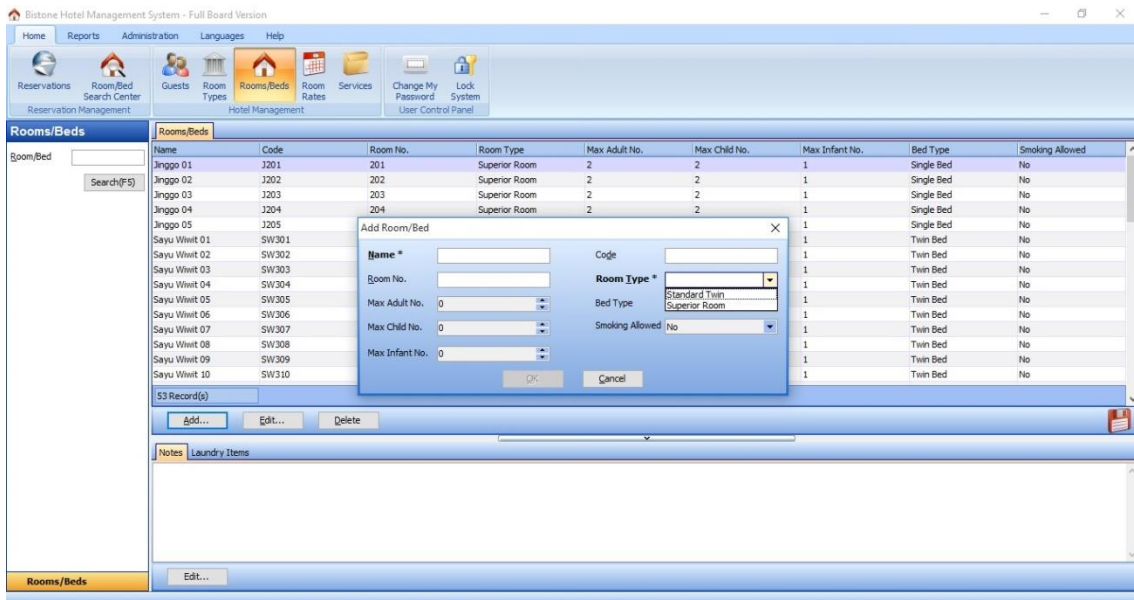 Bistone Hotel Management System - Full Board Version
Home Reports Administration Languages Help
Reservations Room/Bed Search Center Guests Room Types Rooms/Beds Room Rates Services Change My Password Lock System
Reservation Management Hotel Management User Control Panel
Rooms/Beds
Room/Bed
Search(F5)
Rooms/Beds
Name Code Room No. Room Type Max Adult No. Max Child No. Max Infant No. Bed Type Smoking Allowed
Jinggo 01 J201 201 Superior Room 2 2 1 Single Bed No
Jinggo 02 J202 202 Superior Room 2 2 1 Single Bed No
Jinggo 03 J203 203 Superior Room 2 2 1 Single Bed No
Jinggo 04 J204 204 Superior Room 2 2 1 Single Bed No
Jinggo 05 J205 1 Single Bed No
Sayu Wiwit 01 SW301 1 Twin Bed No
Sayu Wiwit 02 SW302 1 Twin Bed No
Sayu Wiwit 03 SW303 1 Twin Bed No
Sayu Wiwit 04 SW304 1 Twin Bed No
Sayu Wiwit 05 SW305 1 Twin Bed No
Sayu Wiwit 06 SW306 1 Twin Bed No
Sayu Wiwit 07 SW307 1 Twin Bed No
Sayu Wiwit 08 SW308 1 Twin Bed No
Sayu Wiwit 09 SW309 1 Twin Bed No
Sayu Wiwit 10 SW310 1 Twin Bed No
53 Record(s)
Add Room/Bed
Name * Code
Room No. Room Type *
Standard Twin
Superior Room
Max Adult No. 0 Bed Type
Max Child No. 0 Smoking Allowed No
Max Infant No. 0
OK Cancel
Add... Edit... Delete
Notes Laundry Items
Edit...
Rooms/Beds